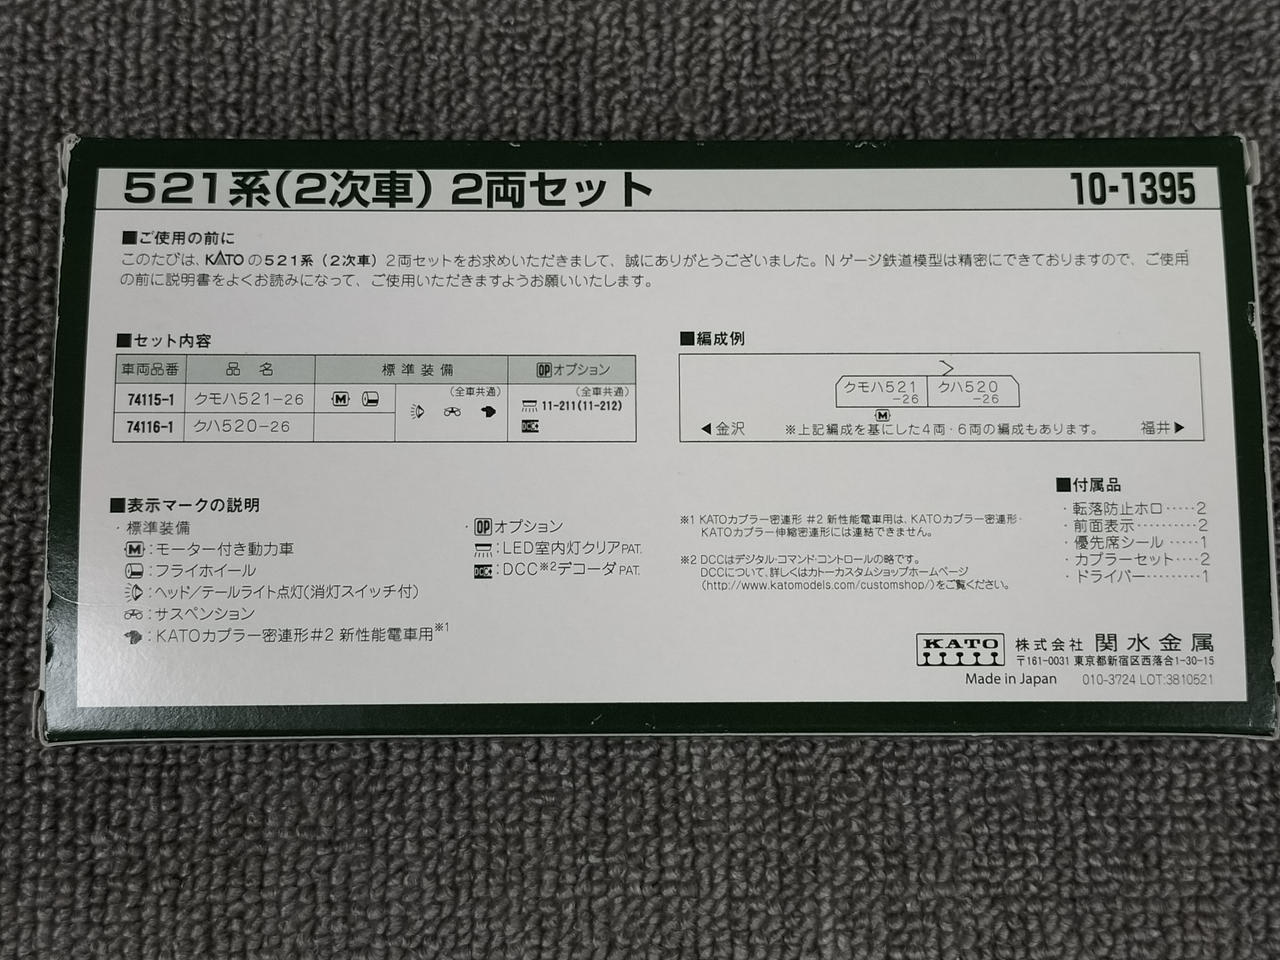 521系(2次車) 2両セット 10-1395
■ご使用の前に
このたびは、KATOの521系(2次車)2両セットをお求めいただきまして、誠にありがとうございました。Nゲージ鉄道模型は精密にできておりますので、ご使用
の前に説明書をよくお読みになって、ご使用いただきますようお願いいたします。
■セット内容
車両品番 品名 標準装備 OPオプション
(全車共通) (全車共通)
74115-1 クモハ521-26 M 11-211(11-212)
74116-1 クハ520-26 DCC
■編成例
クモハ521 クハ520
-26 -26
M
◀金沢 ※上記編成を基にした4両・6両の編成もあります。 福井▶
■表示マークの説明
・標準装備
M:モーター付き動力車
:フライホイール
:ヘッド/テールライト点灯(消灯スイッチ付)
:サスペンション
:KATOカプラー密連形#2 新性能電車用※1
・OPオプション
:LED室内灯クリアPAT.
DCC:DCC※2デコーダPAT.
※1 KATOカプラー密連形 #2 新性能電車用は、KATOカプラー密連形・
KATOカプラー伸縮密連形には連結できません。
※2 DCCはデジタル・コマンド・コントロールの略です。
DCCについて、詳しくはカトーカスタムショップホームページ
(http://www.katomodels.com/customshop/)をご覧ください。
■付属品
・転落防止ホロ・・・・・2
・前面表示・・・・・・・・・2
・優先席シール・・・・・1
・カプラーセット・・・・2
・ドライバー・・・・・・・・・1
KATO 株式会社 関水金属
〒161-0031 東京都新宿区西落合1-30-15
Made in Japan 010-3724 LOT:3810521